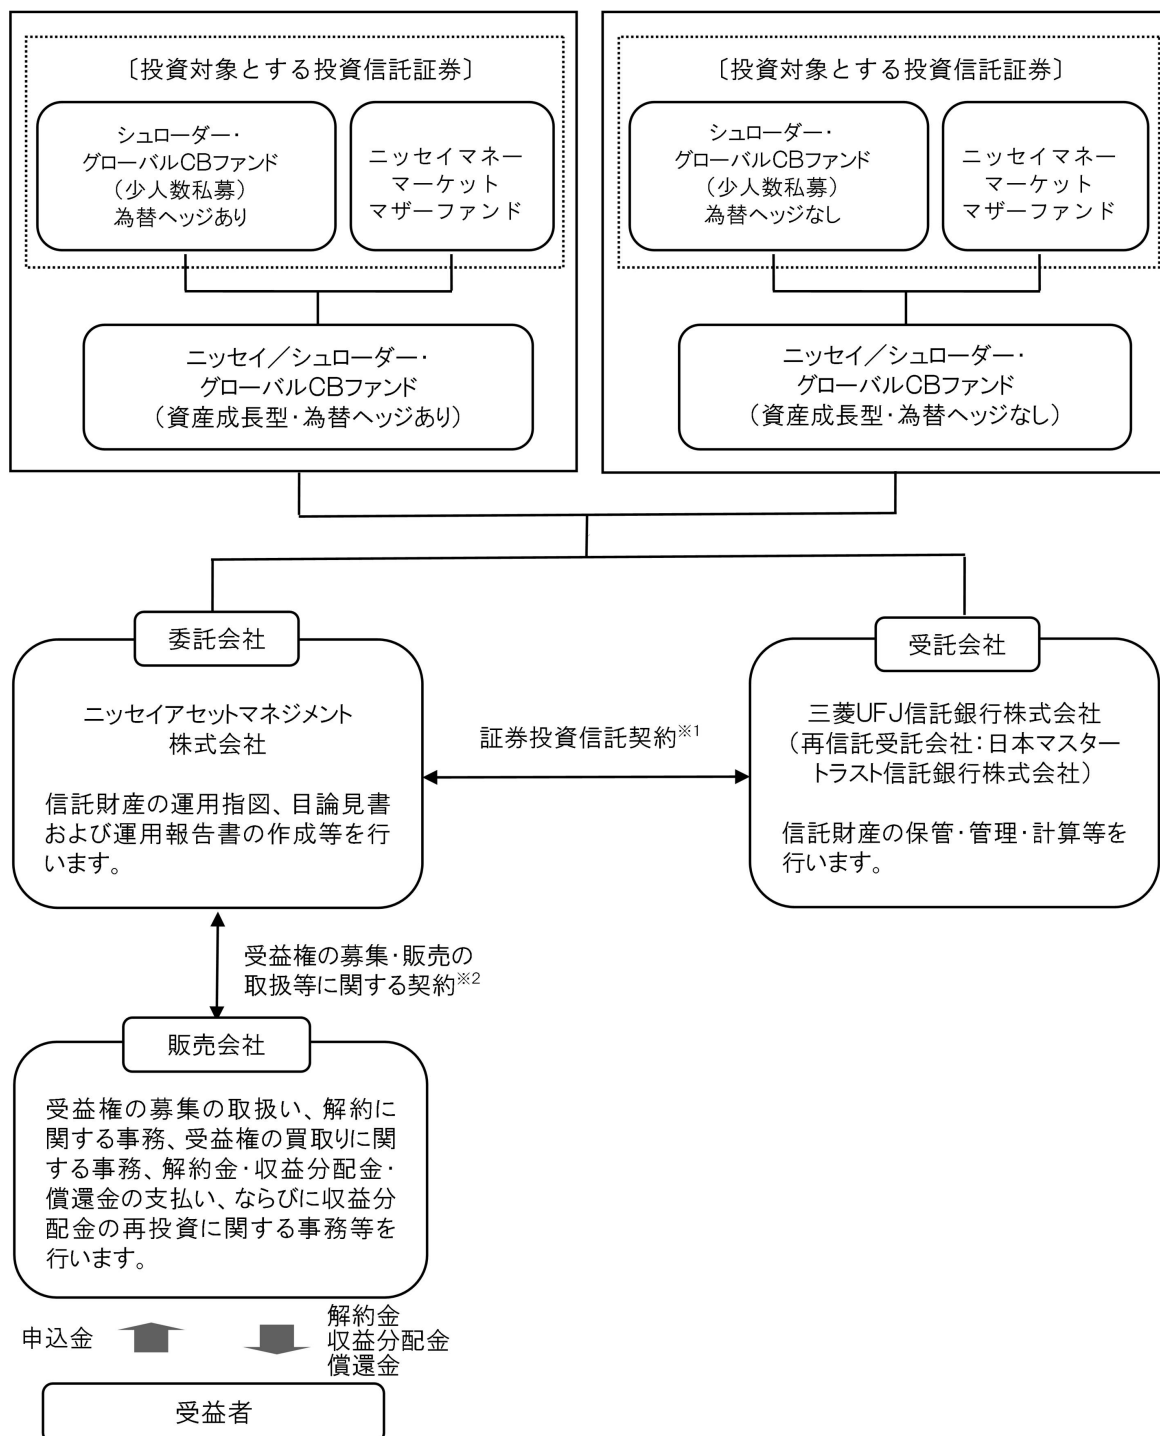 〔投資対象とする投資信託証券〕
シュローダー・
グローバルCBファンド
（少人数私募）
為替ヘッジあり
ニッセイマネー
マーケット
マザーファンド
ニッセイ／シュローダー・
グローバルCBファンド
（資産成長型・為替ヘッジあり）
〔投資対象とする投資信託証券〕
シュローダー・
グローバルCBファンド
（少人数私募）
為替ヘッジなし
ニッセイマネー
マーケット
マザーファンド
ニッセイ／シュローダー・
グローバルCBファンド
（資産成長型・為替ヘッジなし）
委託会社
ニッセイアセットマネジメント
株式会社
信託財産の運用指図、目論見書
および運用報告書の作成等を行
います。
証券投資信託契約※1
受託会社
三菱UFJ信託銀行株式会社
（再信託受託会社：日本マスター
トラスト信託銀行株式会社）
信託財産の保管・管理・計算等を
行います。
受益権の募集・販売の
取扱等に関する契約※2
販売会社
受益権の募集の取扱い、解約に
関する事務、受益権の買取りに関
する事務、解約金・収益分配金・
償還金の支払い、ならびに収益分
配金の再投資に関する事務等を
行います。
申込金
解約金
収益分配金
償還金
受益者